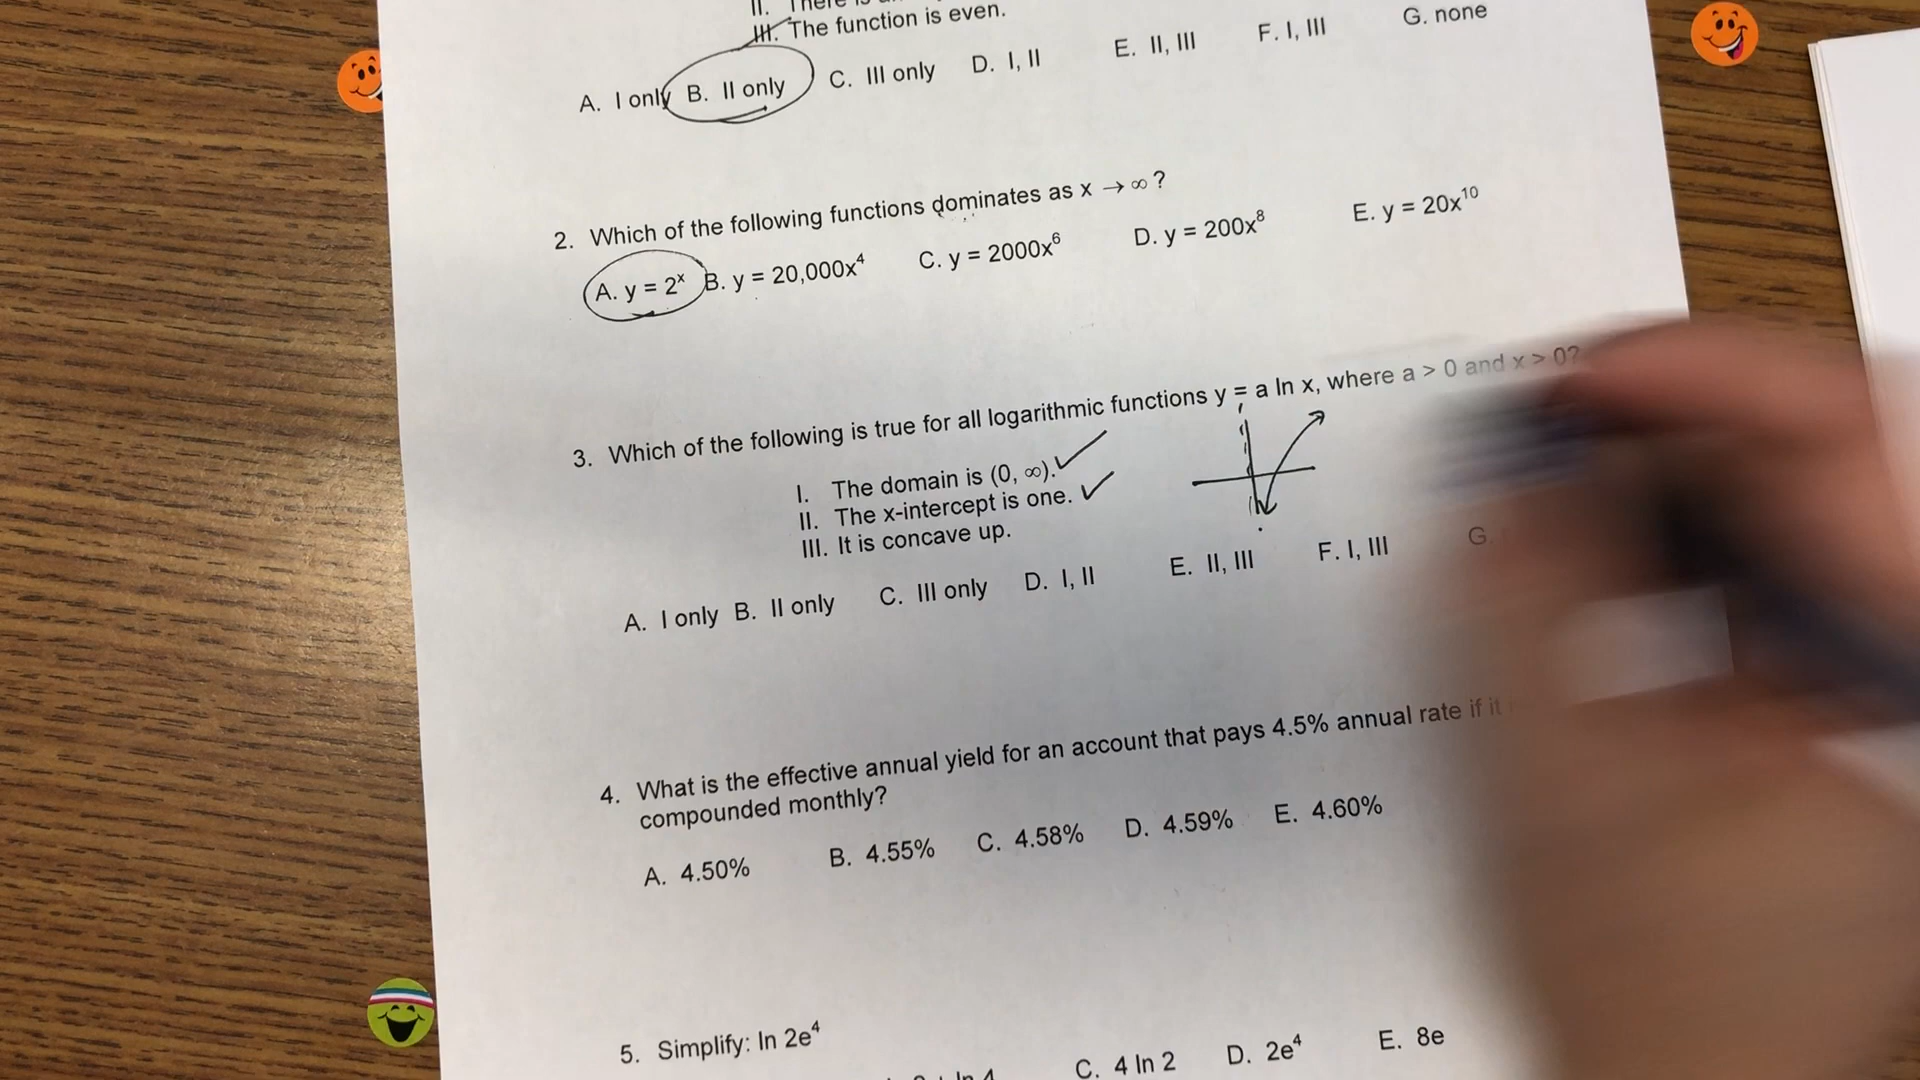 II. There is
III. The function is even.
A. I only B. II only C. III only D. I, II E. II, III F. I, III G. none
2. Which of the following functions dominates as x → ∞ ?
A. y = 2ˣ B. y = 20,000x⁴ C. y = 2000x⁶ D. y = 200x⁸ E. y = 20x¹⁰
3. Which of the following is true for all logarithmic functions y = a ln x, where a > 0 and x > 0?
I. The domain is (0, ∞).
II. The x-intercept is one.
III. It is concave up.
A. I only B. II only C. III only D. I, II E. II, III F. I, III G.
4. What is the effective annual yield for an account that pays 4.5% annual rate if it
compounded monthly?
A. 4.50% B. 4.55% C. 4.58% D. 4.59% E. 4.60%
5. Simplify: ln 2e⁴
ln 4 C. 4 ln 2 D. 2e⁴ E. 8e